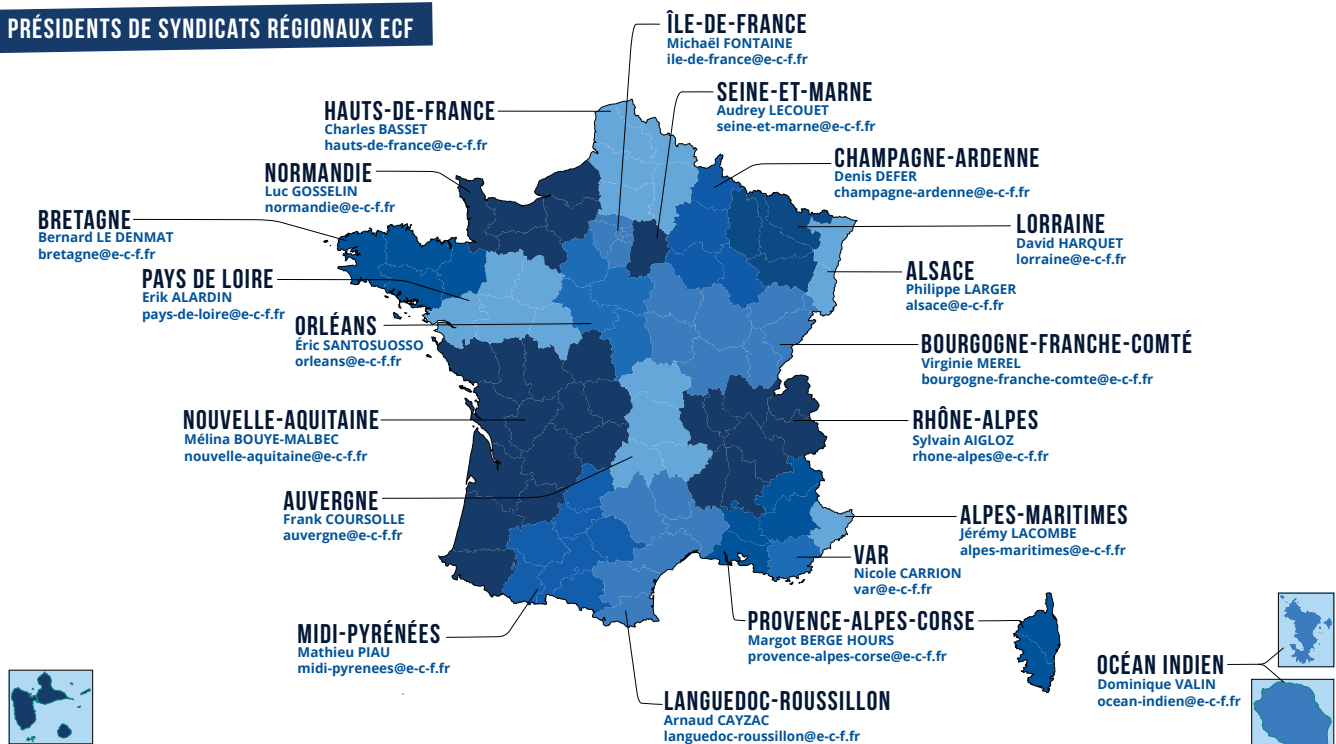 PRÉSIDENTS DE SYNDICATS RÉGIONAUX ECF
ÎLE-DE-FRANCE
Michaël FONTAINE
ile-de-france@e-c-f.fr
SEINE-ET-MARNE
Audrey LECOUET
seine-et-marne@e-c-f.fr
HAUTS-DE-FRANCE
Charles BASSET
hauts-de-france@e-c-f.fr
CHAMPAGNE-ARDENNE
Denis DEFER
champagne-ardenne@e-c-f.fr
NORMANDIE
Luc GOSSELIN
normandie@e-c-f.fr
BRETAGNE
Bernard LE DENMAT
bretagne@e-c-f.fr
LORRAINE
David HARQUET
lorraine@e-c-f.fr
PAYS DE LOIRE
Erik ALARDIN
pays-de-loire@e-c-f.fr
ALSACE
Philippe LARGER
alsace@e-c-f.fr
ORLÉANS
Éric SANTOSUOSSO
orleans@e-c-f.fr
BOURGOGNE-FRANCHE-COMTÉ
Virginie MEREL
bourgogne-franche-comte@e-c-f.fr
NOUVELLE-AQUITAINE
Mélina BOUYE-MALBEC
nouvelle-aquitaine@e-c-f.fr
RHÔNE-ALPES
Sylvain AIGLOZ
rhone-alpes@e-c-f.fr
AUVERGNE
Frank COURSOLLE
auvergne@e-c-f.fr
ALPES-MARITIMES
Jérémy LACOMBE
alpes-maritimes@e-c-f.fr
VAR
Nicole CARRION
var@e-c-f.fr
PROVENCE-ALPES-CORSE
Margot BERGE HOURS
provence-alpes-corse@e-c-f.fr
MIDI-PYRÉNÉES
Mathieu PIAU
midi-pyrenees@e-c-f.fr
OCÉAN INDIEN
Dominique VALIN
ocean-indien@e-c-f.fr
LANGUEDOC-ROUSSILLON
Arnaud CAYZAC
languedoc-roussillon@e-c-f.fr